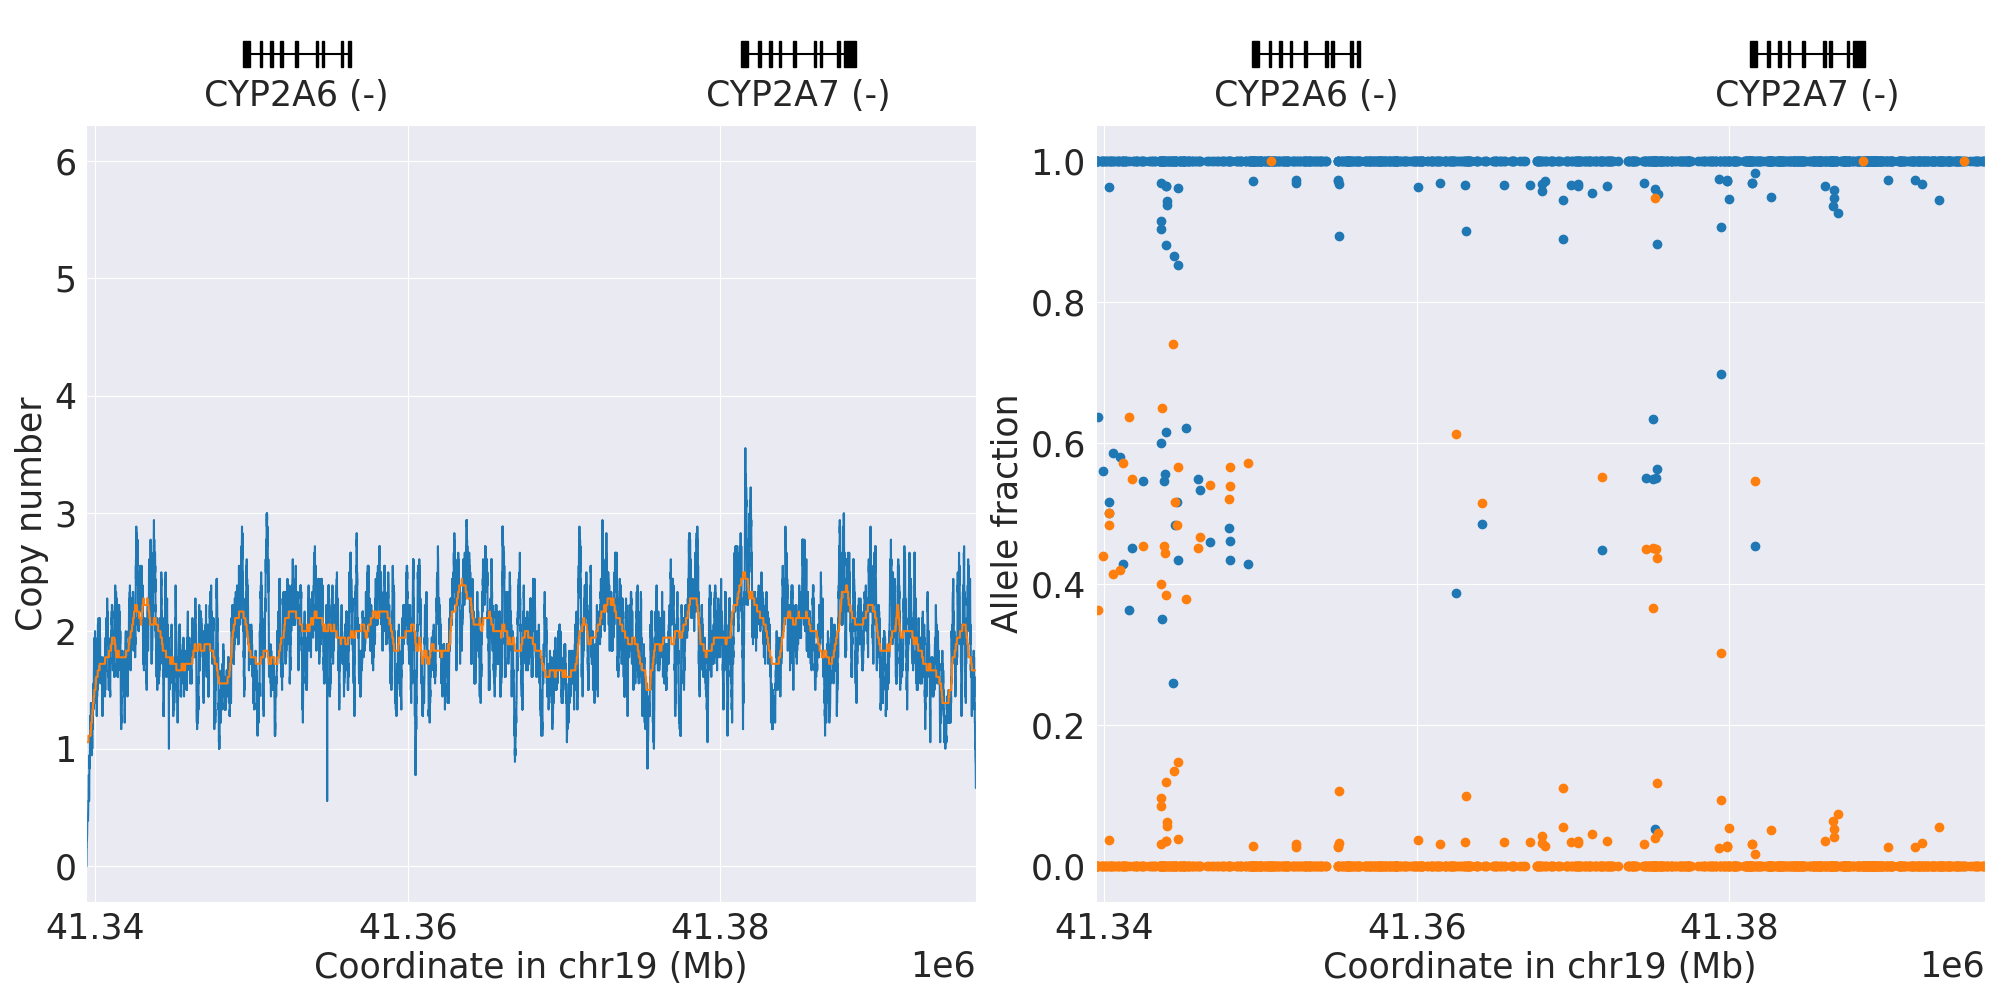 CYP2A6 (-) CYP2A7 (-)
6
5
4
3
2
1
0
Copy number
41.34 41.36 41.38
Coordinate in chr19 (Mb) 1e6
CYP2A6 (-) CYP2A7 (-)
1.0
0.8
0.6
0.4
0.2
0.0
Allele fraction
41.34 41.36 41.38
Coordinate in chr19 (Mb) 1e6